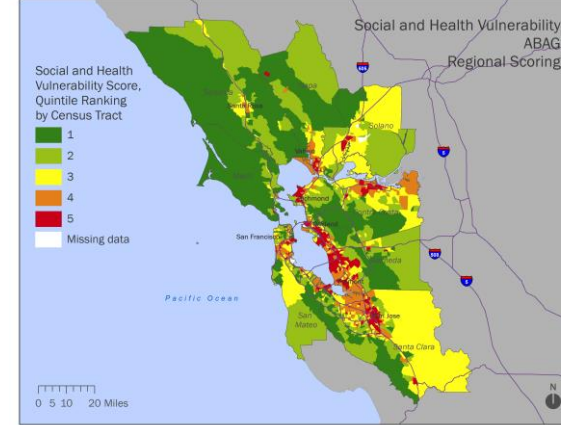 Social and Health Vulnerability
ABAG
Regional Scoring
Social and Health
Vulnerability Score,
Quintile Ranking
by Census Tract
1
2
3
4
5
Missing data
Santa Rosa
Solano
Richmond
San Francisco
San
Mateo
San Jose
Santa Clara
Pacific Ocean
0 5 10 20 Miles
N